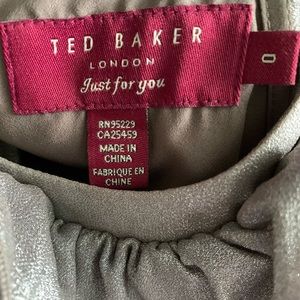 TED BAKER
LONDON
Just for you
0
RN95229
CA25459
MADE IN
CHINA
FABRIQUE EN
CHINE